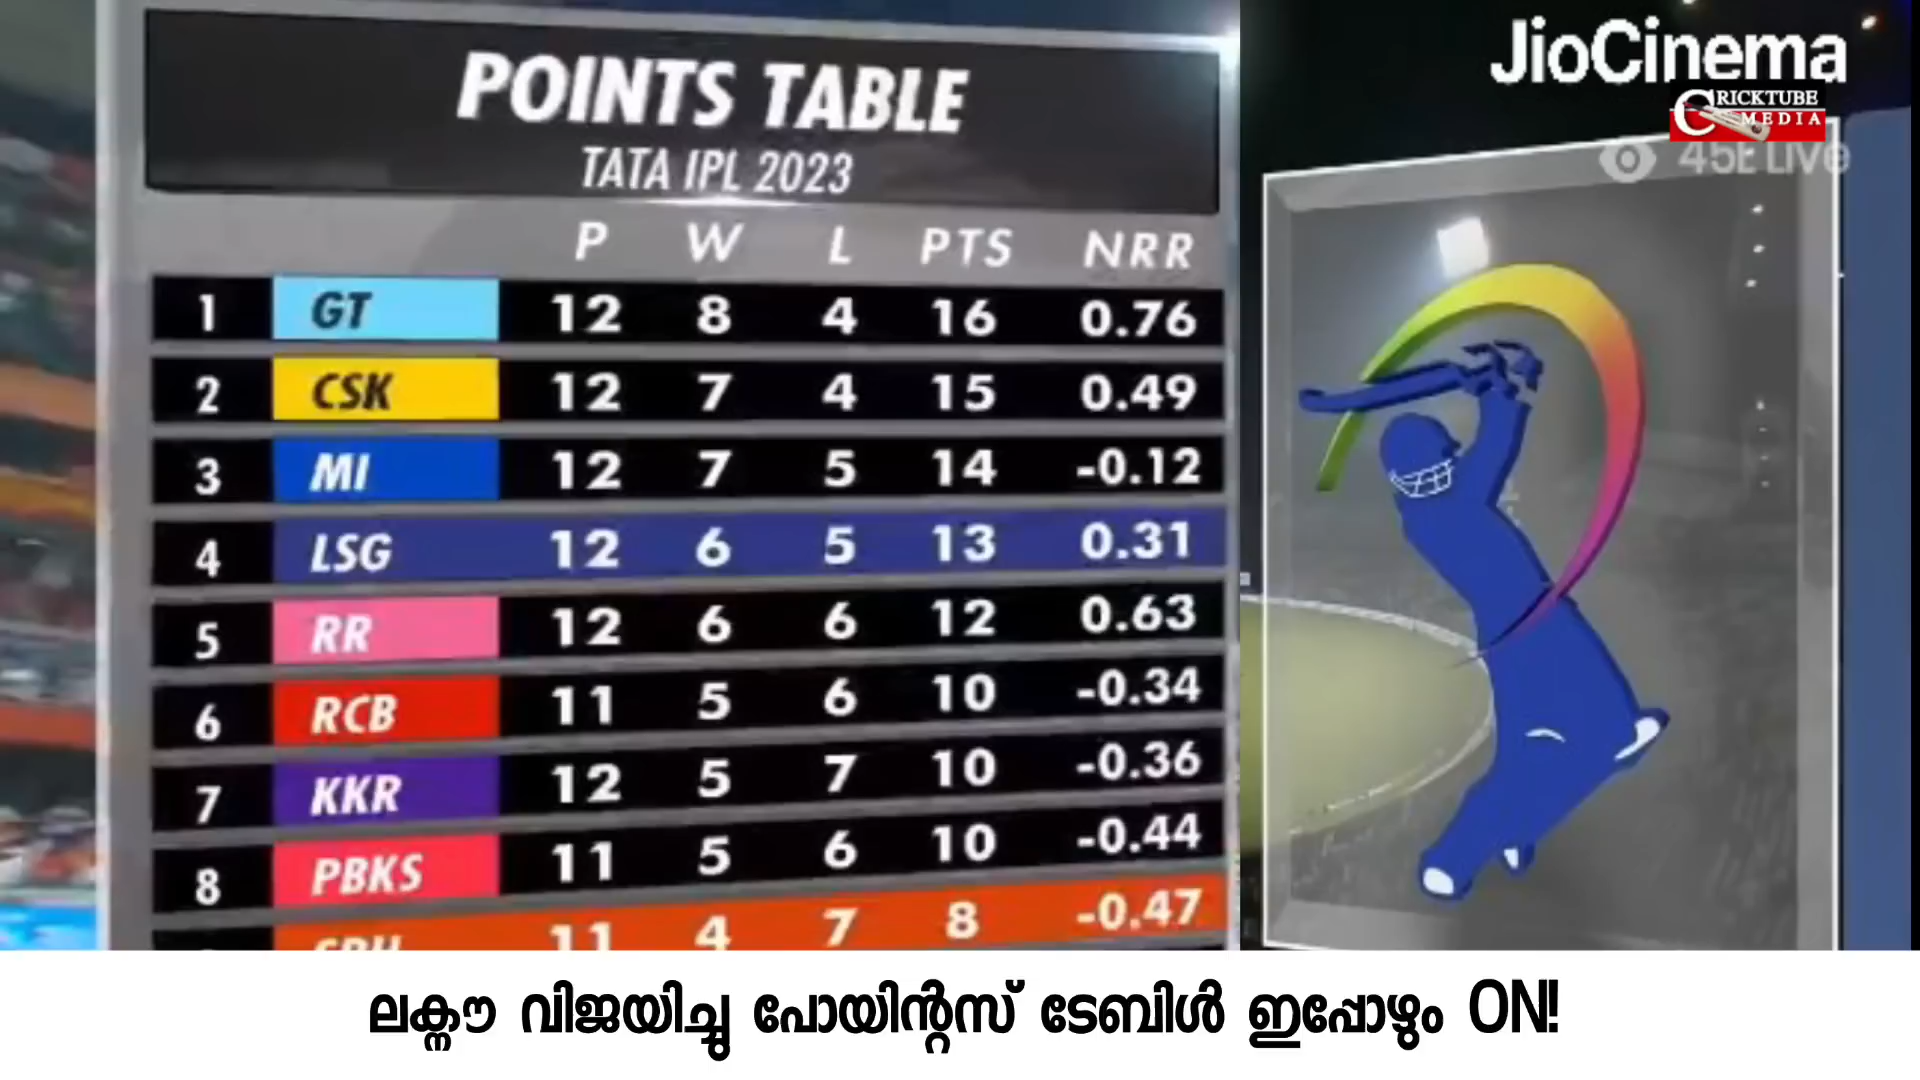 POINTS TABLE
TATA IPL 2023
P W L PTS NRR
1 GT 12 8 4 16 0.76
2 CSK 12 7 4 15 0.49
3 MI 12 7 5 14 -0.12
4 LSG 12 6 5 13 0.31
5 RR 12 6 6 12 0.63
6 RCB 11 5 6 10 -0.34
7 KKR 12 5 7 10 -0.36
8 PBKS 11 5 6 10 -0.44
SRH 11 4 7 8 -0.47
JioCinema
CRICKTUBE
MEDIA
LIVE
ലക്നൗ വിജയിച്ചു പോയിന്റസ് ടേബിൾ ഇപ്പോഴും ON!